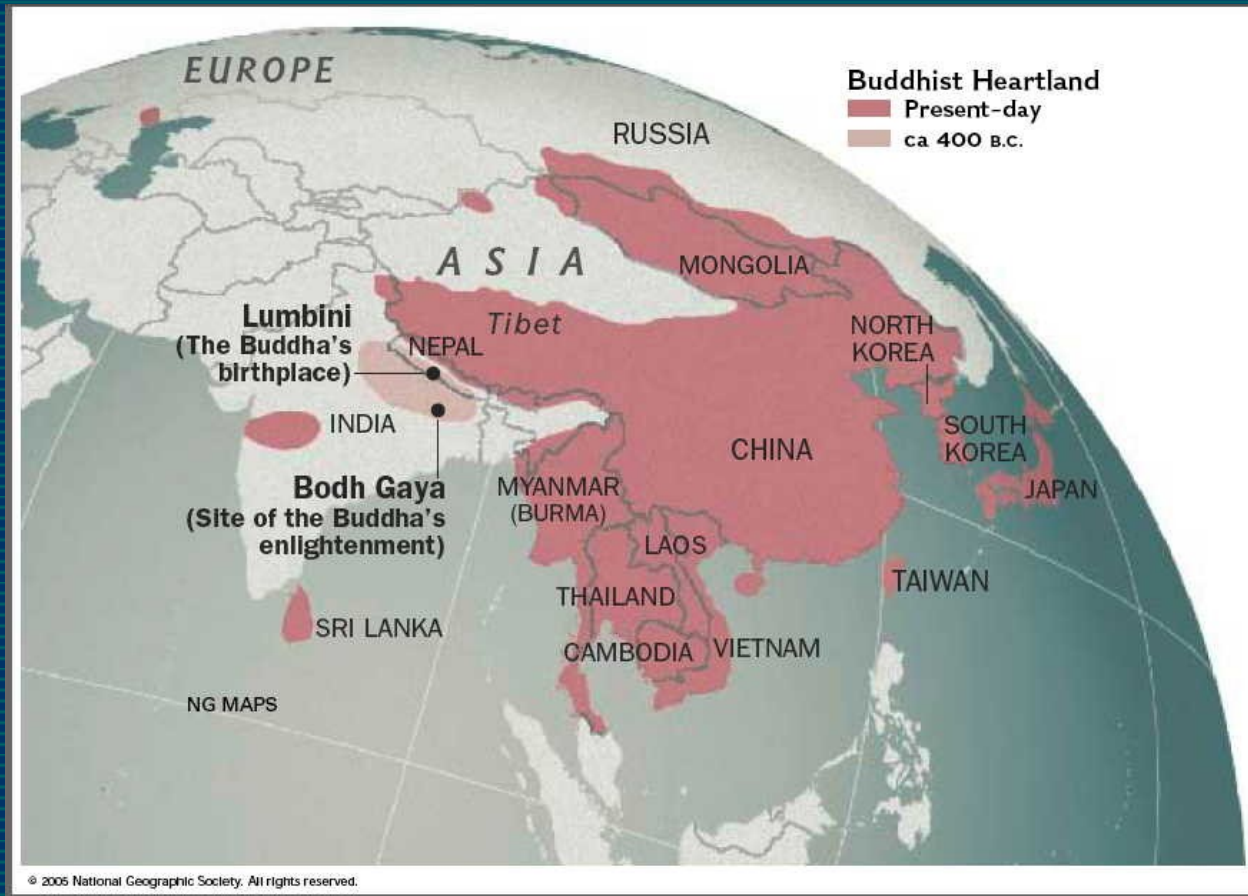 EUROPE
Buddhist Heartland
Present-day
ca 400 B.C.
RUSSIA
ASIA
MONGOLIA
Lumbini
(The Buddha's
birthplace)
Tibet
NEPAL
NORTH
KOREA
INDIA
SOUTH
KOREA
CHINA
Bodh Gaya
(Site of the Buddha's
enlightenment)
MYANMAR
(BURMA)
JAPAN
LAOS
TAIWAN
THAILAND
SRI LANKA
CAMBODIA
VIETNAM
NG MAPS
© 2005 National Geographic Society. All rights reserved.